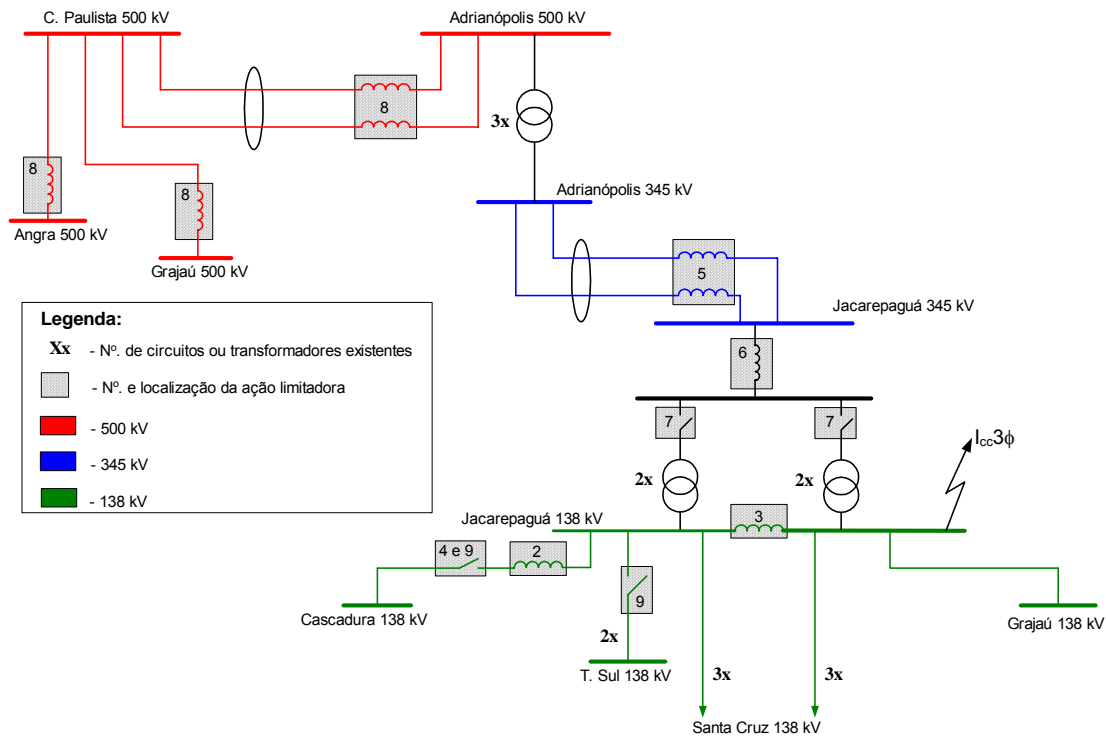 C. Paulista 500 kV
Adrianópolis 500 kV
8
3x
8
8
Adrianópolis 345 kV
Angra 500 kV
Grajaú 500 kV
5
Jacarepaguá 345 kV
Legenda:
Xx - Nº. de circuitos ou transformadores existentes
- Nº. e localização da ação limitadora
- 500 kV
- 345 kV
- 138 kV
6
7
7
Icc3ϕ
2x
2x
Jacarepaguá 138 kV
3
4 e 9
2
9
Cascadura 138 kV
Grajaú 138 kV
2x
T. Sul 138 kV
3x
3x
Santa Cruz 138 kV